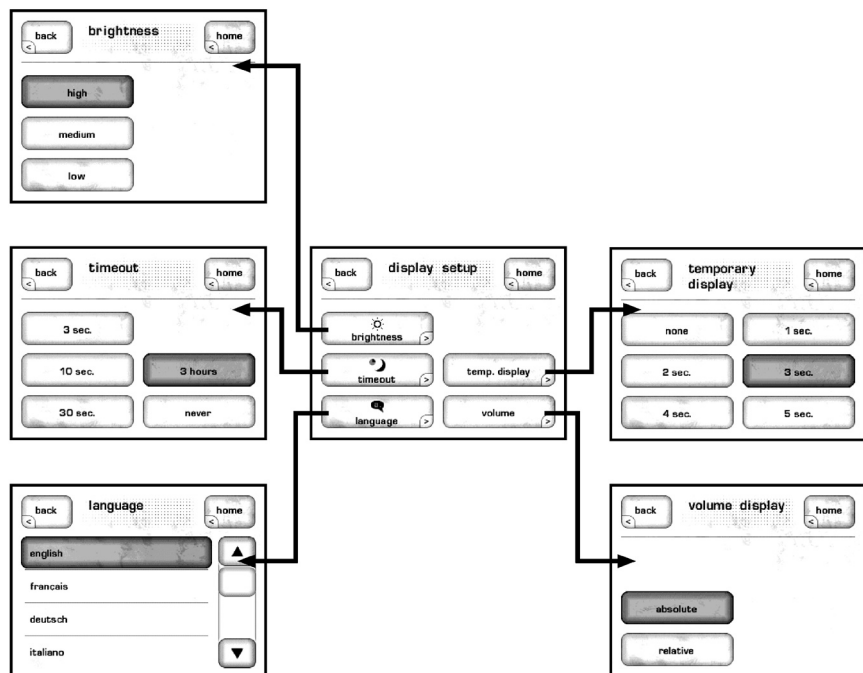 back
brightness
home
high
medium
low
back
timeout
home
3 sec.
10 sec.
3 hours
30 sec.
never
back
display setup
home
brightness
timeout
temp. display
language
volume
back
temporary
display
home
none
1 sec.
2 sec.
3 sec.
4 sec.
5 sec.
back
language
home
english
français
deutsch
italiano
back
volume display
home
absolute
relative